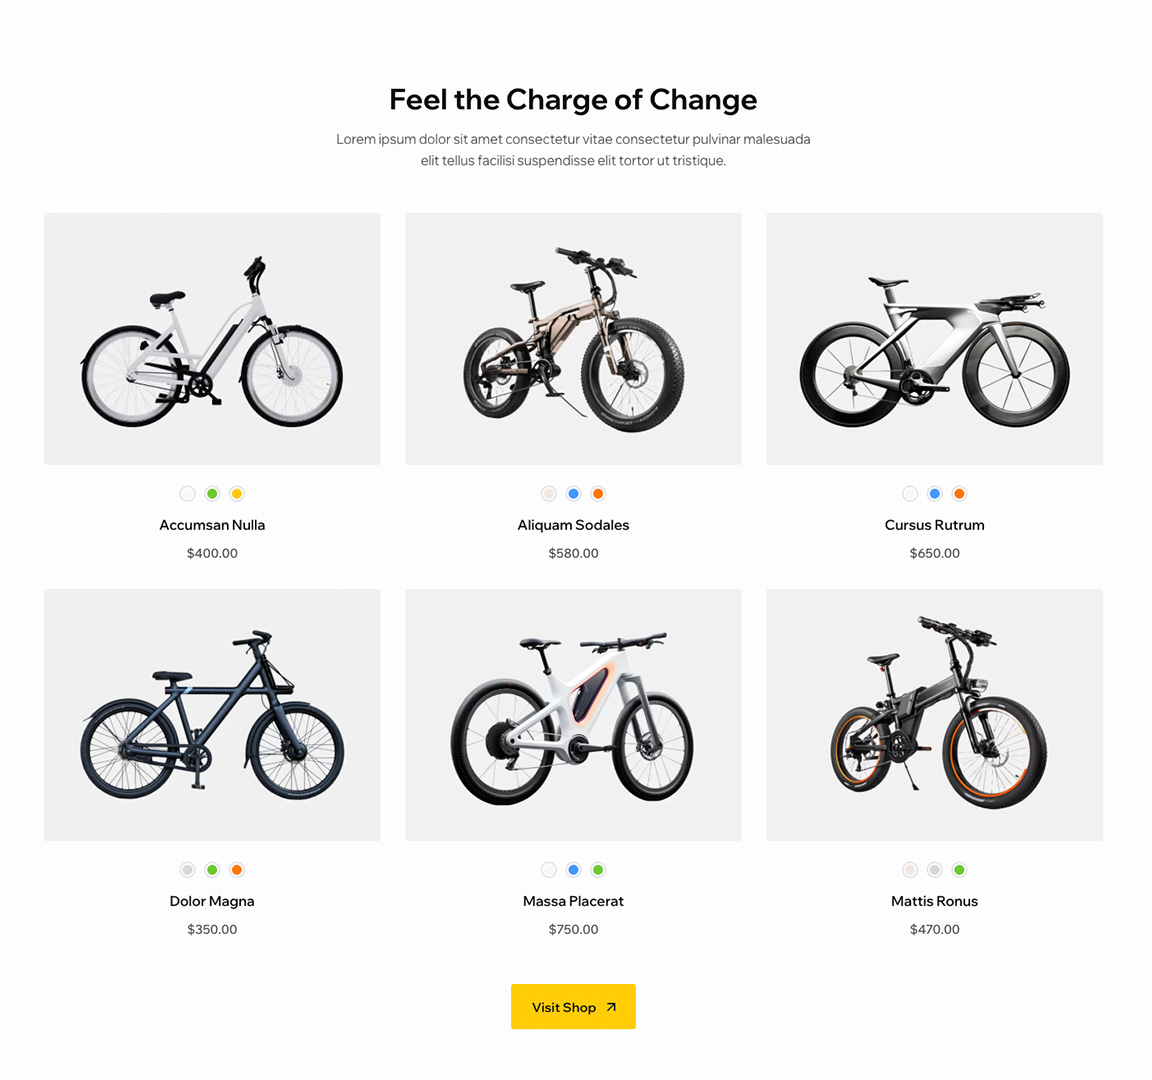 Feel the Charge of Change
Lorem ipsum dolor sit amet consectetur vitae consectetur pulvinar malesuada
elit tellus facilisi suspendisse elit tortor ut tristique.
Accumsan Nulla
$400.00
Aliquam Sodales
$580.00
Cursus Rutrum
$650.00
Dolor Magna
$350.00
Massa Placerat
$750.00
Mattis Ronus
$470.00
Visit Shop